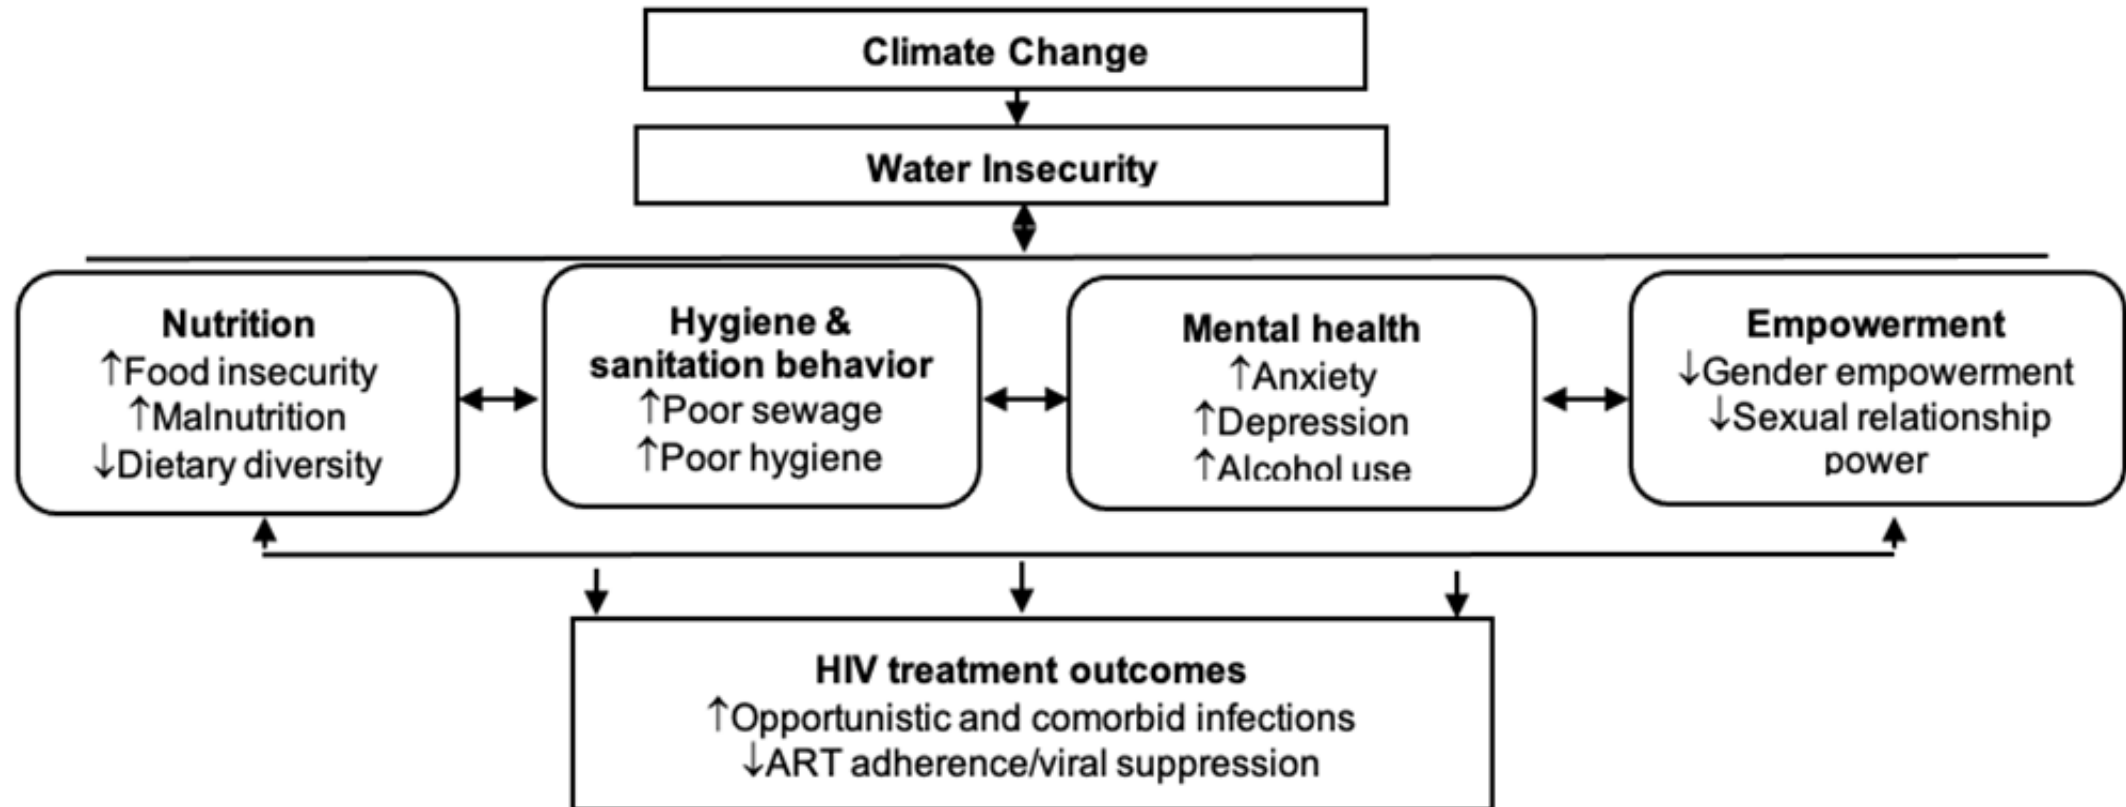 Climate Change
Water Insecurity
Nutrition
↑Food insecurity
↑Malnutrition
↓Dietary diversity
Hygiene &
sanitation behavior
↑Poor sewage
↑Poor hygiene
Mental health
↑Anxiety
↑Depression
↑Alcohol use
Empowerment
↓Gender empowerment
↓Sexual relationship
power
HIV treatment outcomes
↑Opportunistic and comorbid infections
↓ART adherence/viral suppression